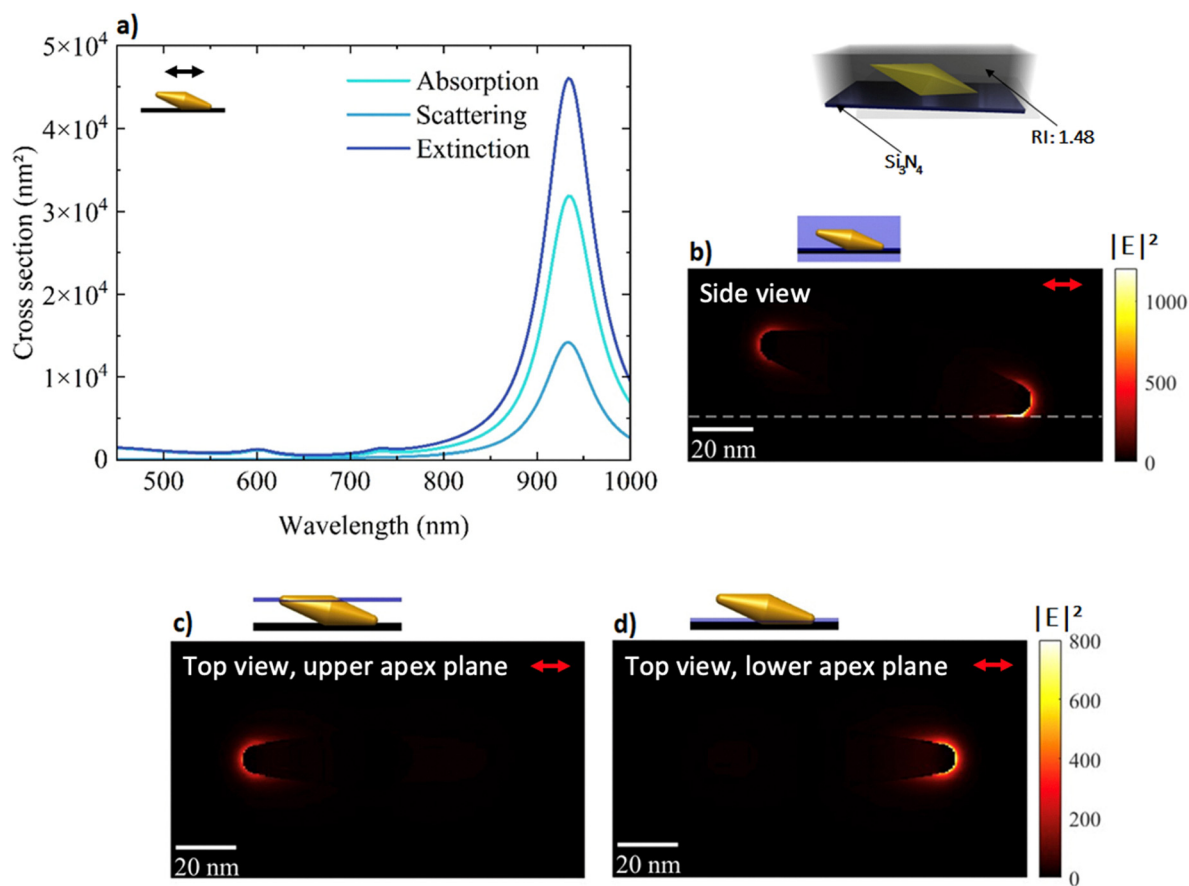 a)
5×10⁴
4×10⁴
3×10⁴
2×10⁴
1×10⁴
0
Cross section (nm²)
500
600
700
800
900
1000
Wavelength (nm)
Absorption
Scattering
Extinction
Si₃N₄
RI: 1.48
b)
Side view
20 nm
|E|²
1000
500
0
c)
Top view, upper apex plane
20 nm
d)
Top view, lower apex plane
20 nm
|E|²
800
600
400
200
0